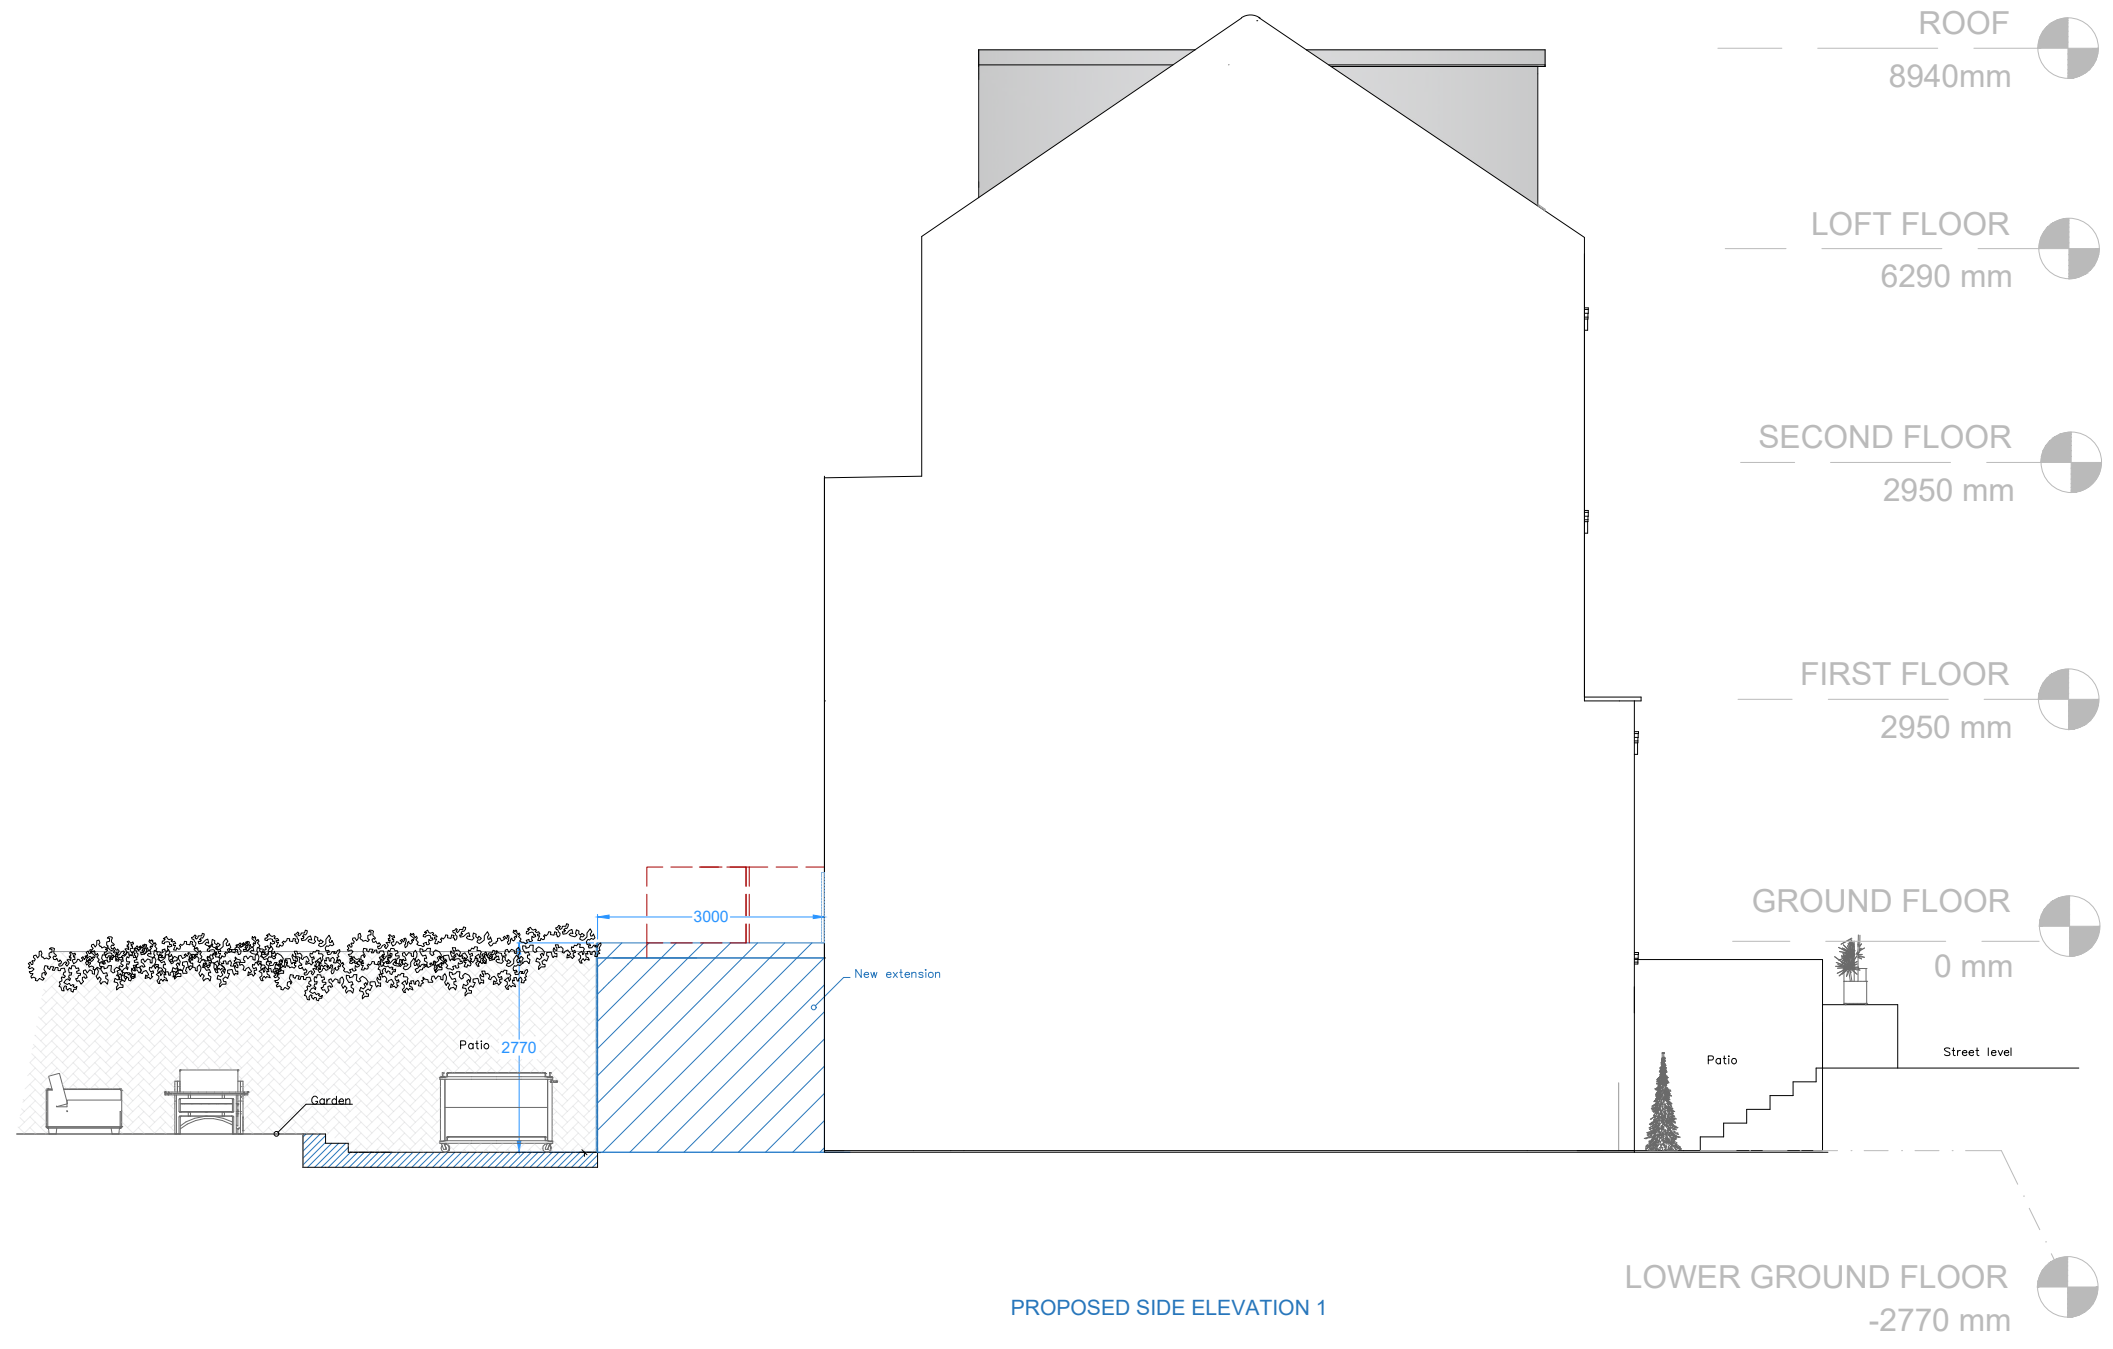 ROOF
8940mm
LOFT FLOOR
6290 mm
SECOND FLOOR
2950 mm
FIRST FLOOR
2950 mm
GROUND FLOOR
0 mm
3000
New extension
Patio
2770
Garden
Patio
Street level
LOWER GROUND FLOOR
-2770 mm
PROPOSED SIDE ELEVATION 1